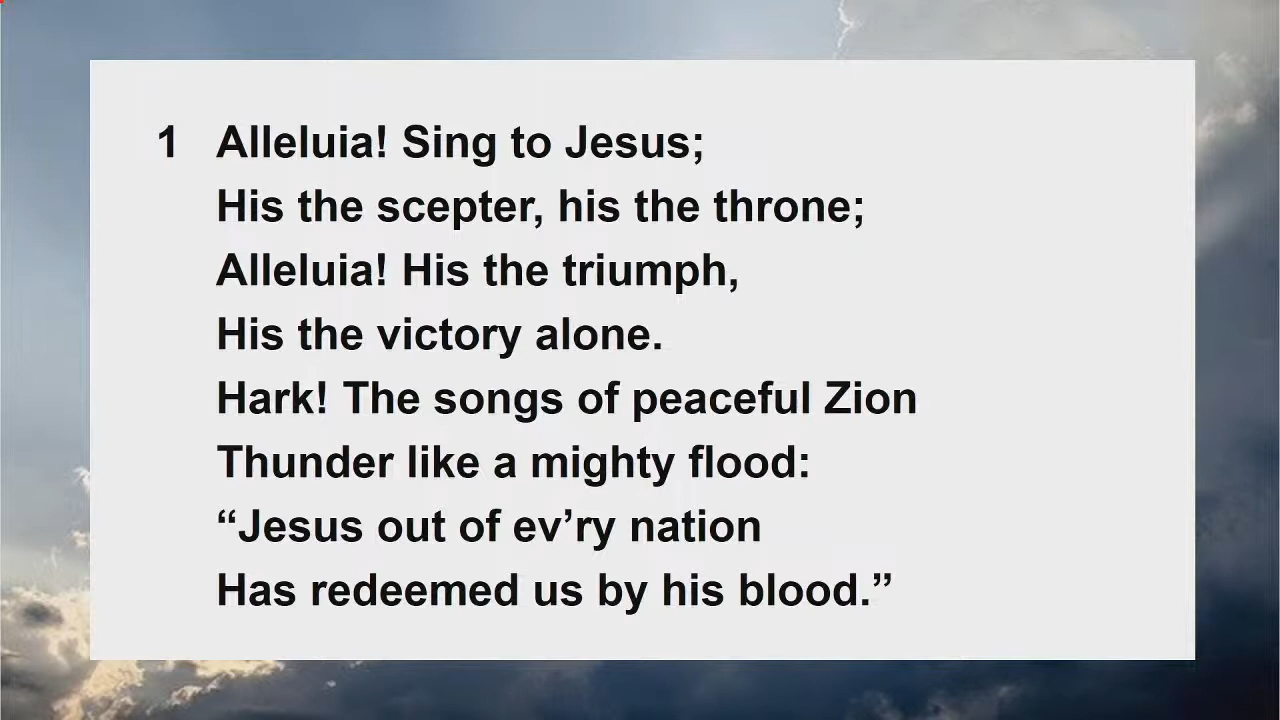 1 Alleluia! Sing to Jesus;
His the scepter, his the throne;
Alleluia! His the triumph,
His the victory alone.
Hark! The songs of peaceful Zion
Thunder like a mighty flood:
“Jesus out of ev’ry nation
Has redeemed us by his blood.”